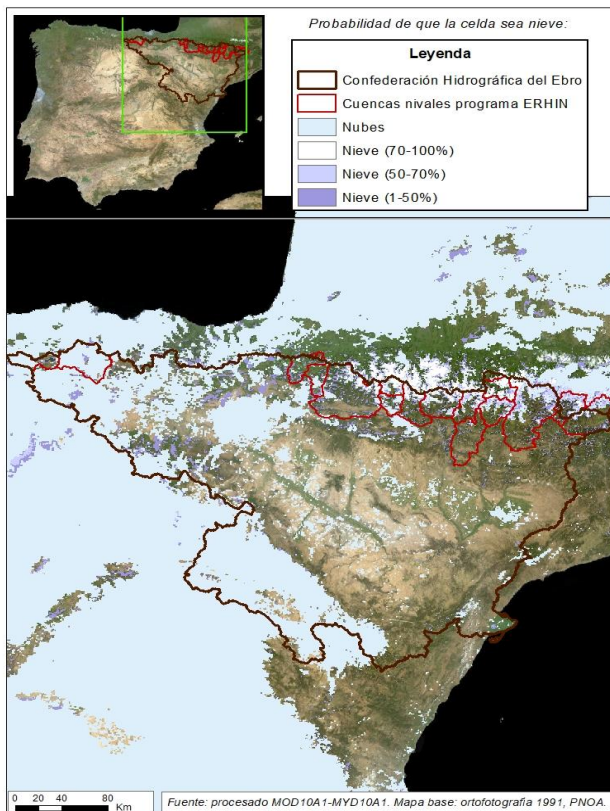 Probabilidad de que la celda sea nieve:
Leyenda
Confederación Hidrográfica del Ebro
Cuencas nivales programa ERHIN
Nubes
Nieve (70-100%)
Nieve (50-70%)
Nieve (1-50%)
0 20 40 80
Km
Fuente: procesado MOD10A1-MYD10A1. Mapa base: ortofotografia 1991, PNOA.